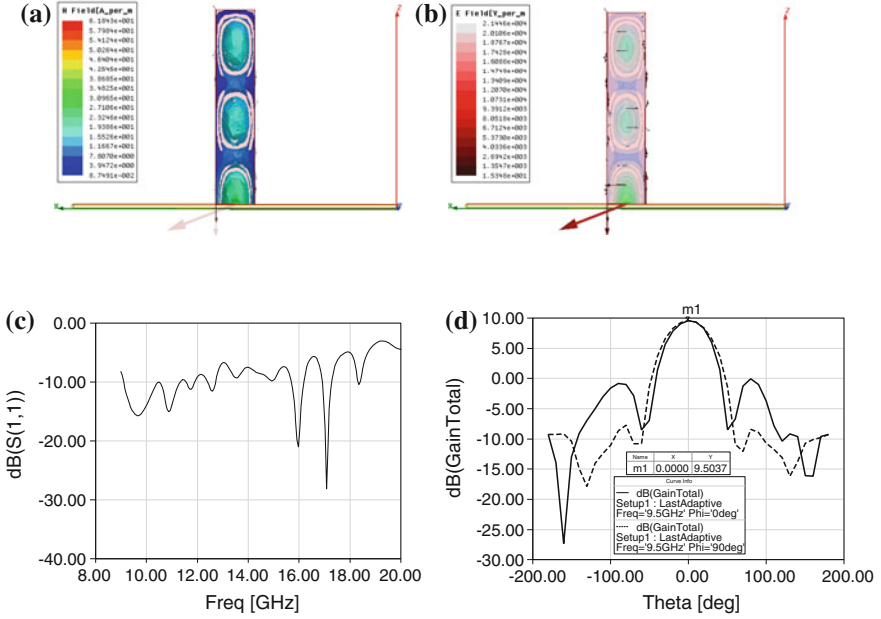 (a)
H Field[A_per_m
6.1843e+001
5.7984e+001
5.4124e+001
5.0264e+001
4.6404e+001
4.2545e+001
3.8685e+001
3.4825e+001
3.0965e+001
2.7106e+001
2.3246e+001
1.9386e+001
1.5526e+001
1.1667e+001
7.8070e+000
3.9472e+000
8.7491e-002
Z
X
(b)
E Field[V_per_m
2.1446e+004
2.0106e+004
1.8767e+004
1.7428e+004
1.6088e+004
1.4749e+004
1.3409e+004
1.2070e+004
1.0731e+004
9.3912e+003
8.0518e+003
6.7124e+003
5.3730e+003
4.0336e+003
2.6942e+003
1.3547e+003
1.5348e+001
Z
X
(c)
dB(S(1,1))
0.00
-10.00
-20.00
-30.00
-40.00
8.00 10.00 12.00 14.00 16.00 18.00 20.00
Freq [GHz]
(d)
m1
dB(GainTotal)
10.00
5.00
0.00
-5.00
-10.00
-15.00
-20.00
-25.00
-30.00
Name X Y
m1 0.0000 9.5037
Curve Info
dB(GainTotal)
Setup1 : LastAdaptive
Freq='9.5GHz' Phi='0deg'
dB(GainTotal)
Setup1 : LastAdaptive
Freq='9.5GHz' Phi='90deg'
-200.00 -100.00 0.00 100.00 200.00
Theta [deg]